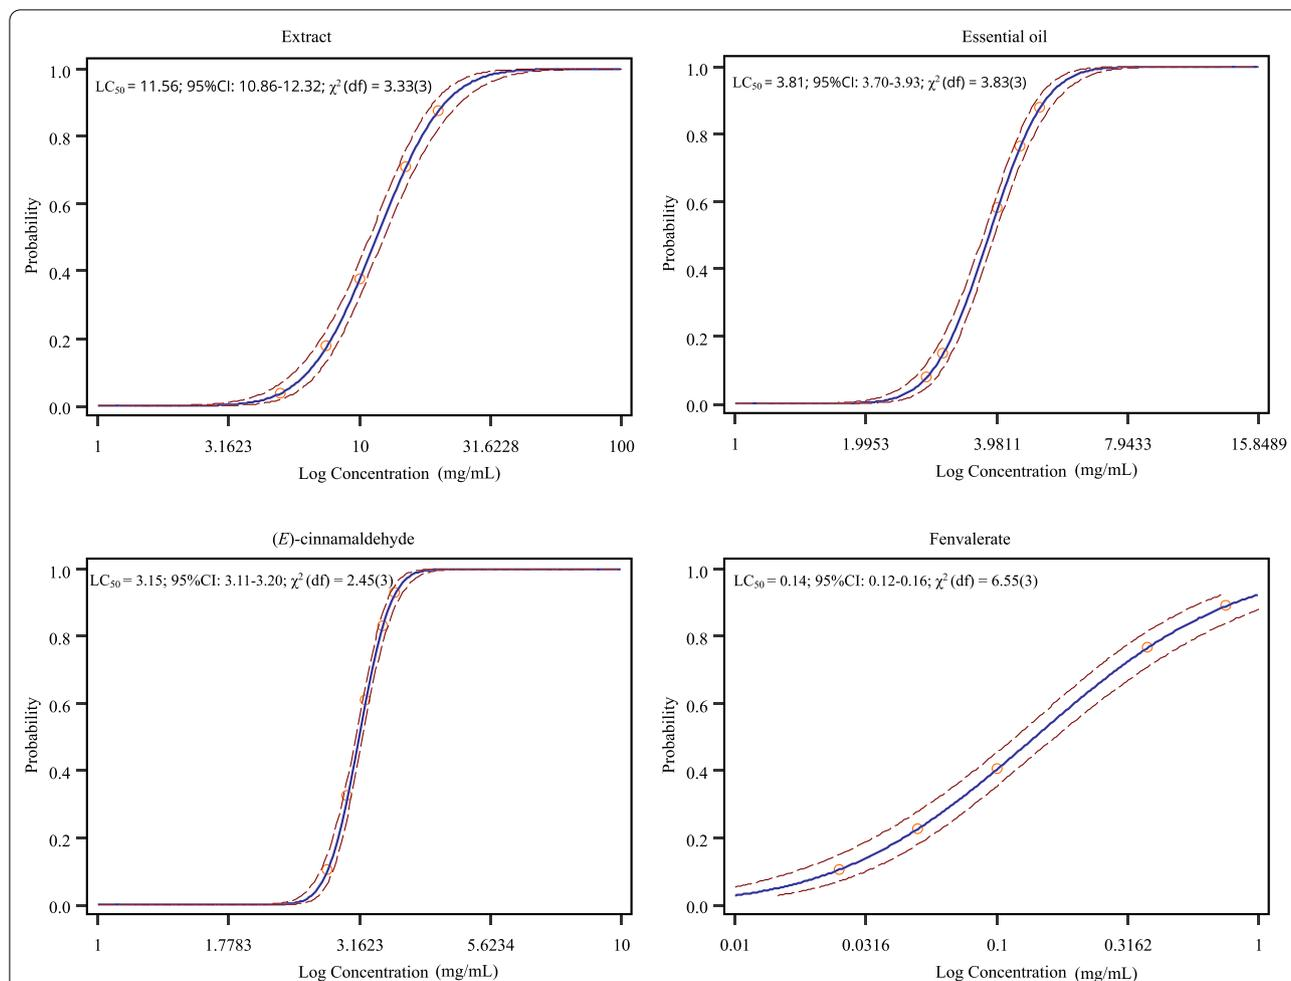 Extract
LC50 = 11.56; 95%CI: 10.86-12.32; χ2 (df) = 3.33(3)
1.0
0.8
0.6
0.4
0.2
0.0
Probability
1 3.1623 10 31.6228 100
Log Concentration (mg/mL)
Essential oil
LC50 = 3.81; 95%CI: 3.70-3.93; χ2 (df) = 3.83(3)
1.0
0.8
0.6
0.4
0.2
0.0
Probability
1 1.9953 3.9811 7.9433 15.8489
Log Concentration (mg/mL)
(E)-cinnamaldehyde
LC50 = 3.15; 95%CI: 3.11-3.20; χ2 (df) = 2.45(3)
1.0
0.8
0.6
0.4
0.2
0.0
Probability
1 1.7783 3.1623 5.6234 10
Log Concentration (mg/mL)
Fenvalerate
LC50 = 0.14; 95%CI: 0.12-0.16; χ2 (df) = 6.55(3)
1.0
0.8
0.6
0.4
0.2
0.0
Probability
0.01 0.0316 0.1 0.3162 1
Log Concentration (mg/mL)